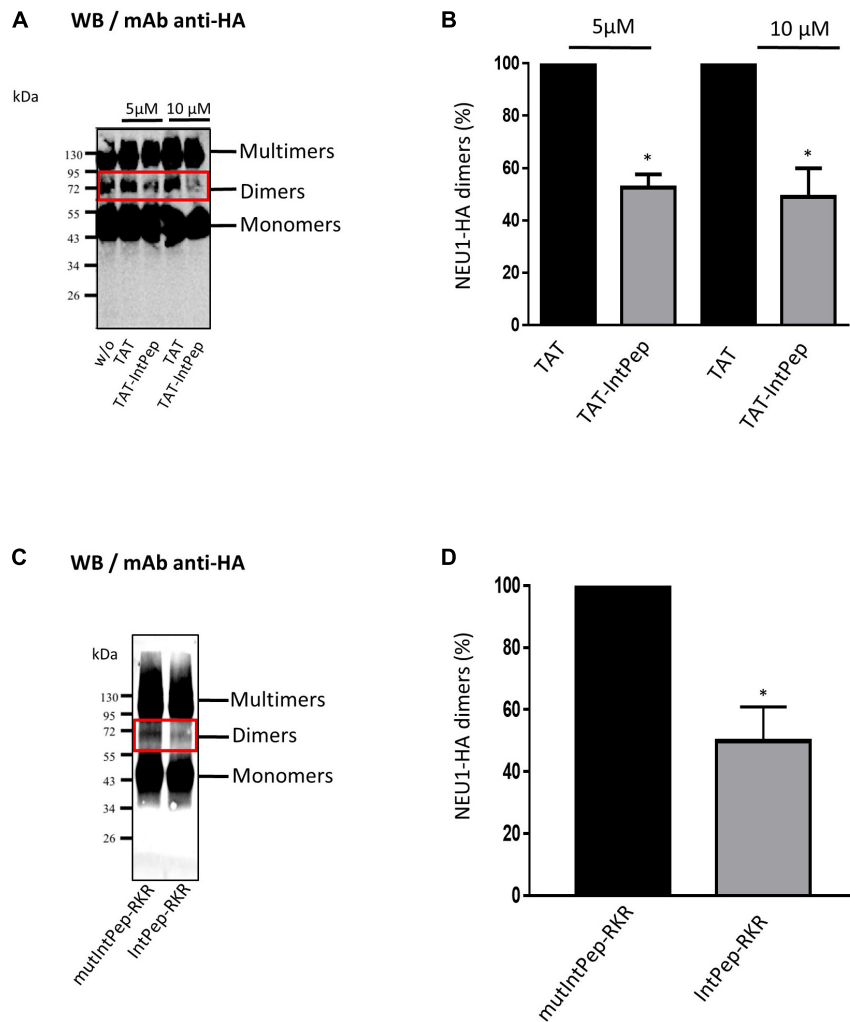 A WB / mAb anti-HA
kDa
5µM 10 µM
130
95
72
55
43
34
26
Multimers
Dimers
Monomers
w/o
TAT
TAT-IntPep
TAT
TAT-IntPep
B
5µM 10 µM
NEU1-HA dimers (%)
100
80
60
40
20
0
*
*
TAT
TAT-IntPep
TAT
TAT-IntPep
C WB / mAb anti-HA
kDa
130
95
72
55
43
34
26
Multimers
Dimers
Monomers
mutIntPep-RKR
IntPep-RKR
D
NEU1-HA dimers (%)
100
80
60
40
20
0
*
mutIntPep-RKR
IntPep-RKR